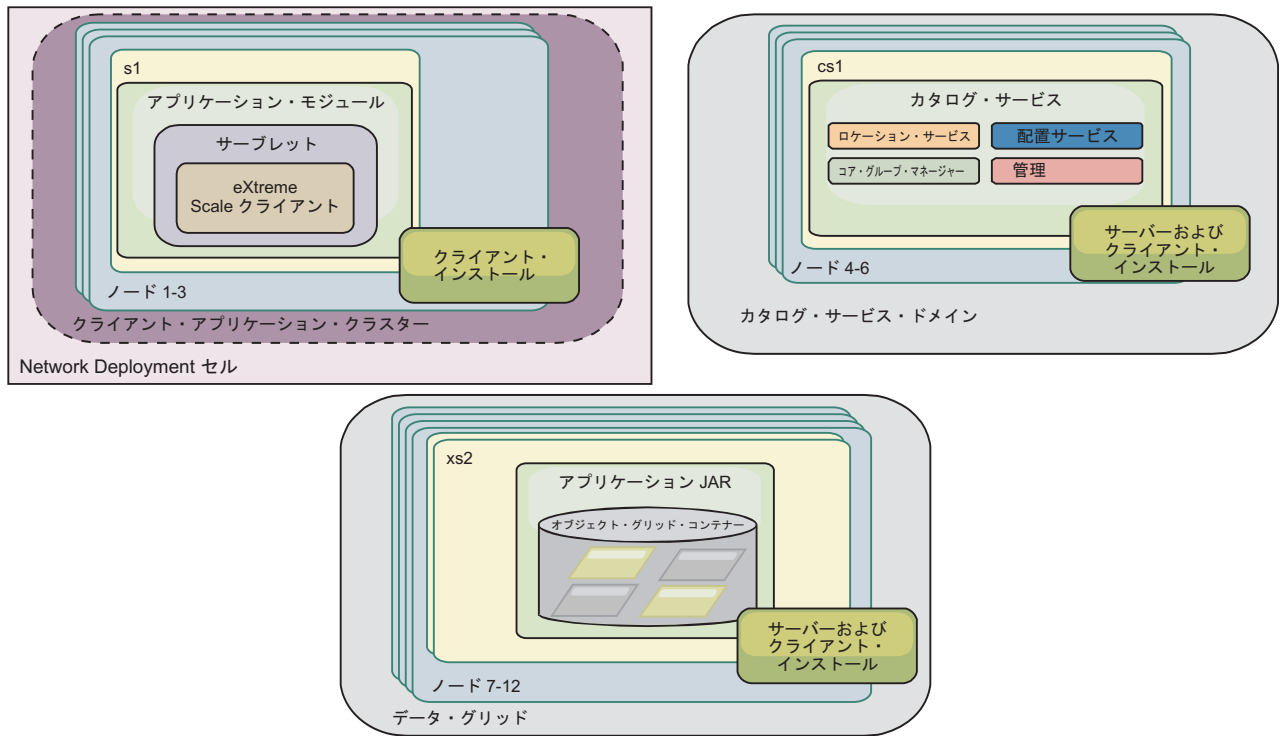 s1
アプリケーション・モジュール
サーブレット
eXtreme
Scale クライアント
クライアント・
インストール
ノード 1-3
クライアント・アプリケーション・クラスター
Network Deployment セル
cs1
カタログ・サービス
ロケーション・サービス
配置サービス
コア・グループ・マネージャー
管理
サーバーおよび
クライアント・
インストール
ノード 4-6
カタログ・サービス・ドメイン
xs2
アプリケーション JAR
オブジェクト・グリッド・コンテナー
サーバーおよび
クライアント・
インストール
ノード 7-12
データ・グリッド